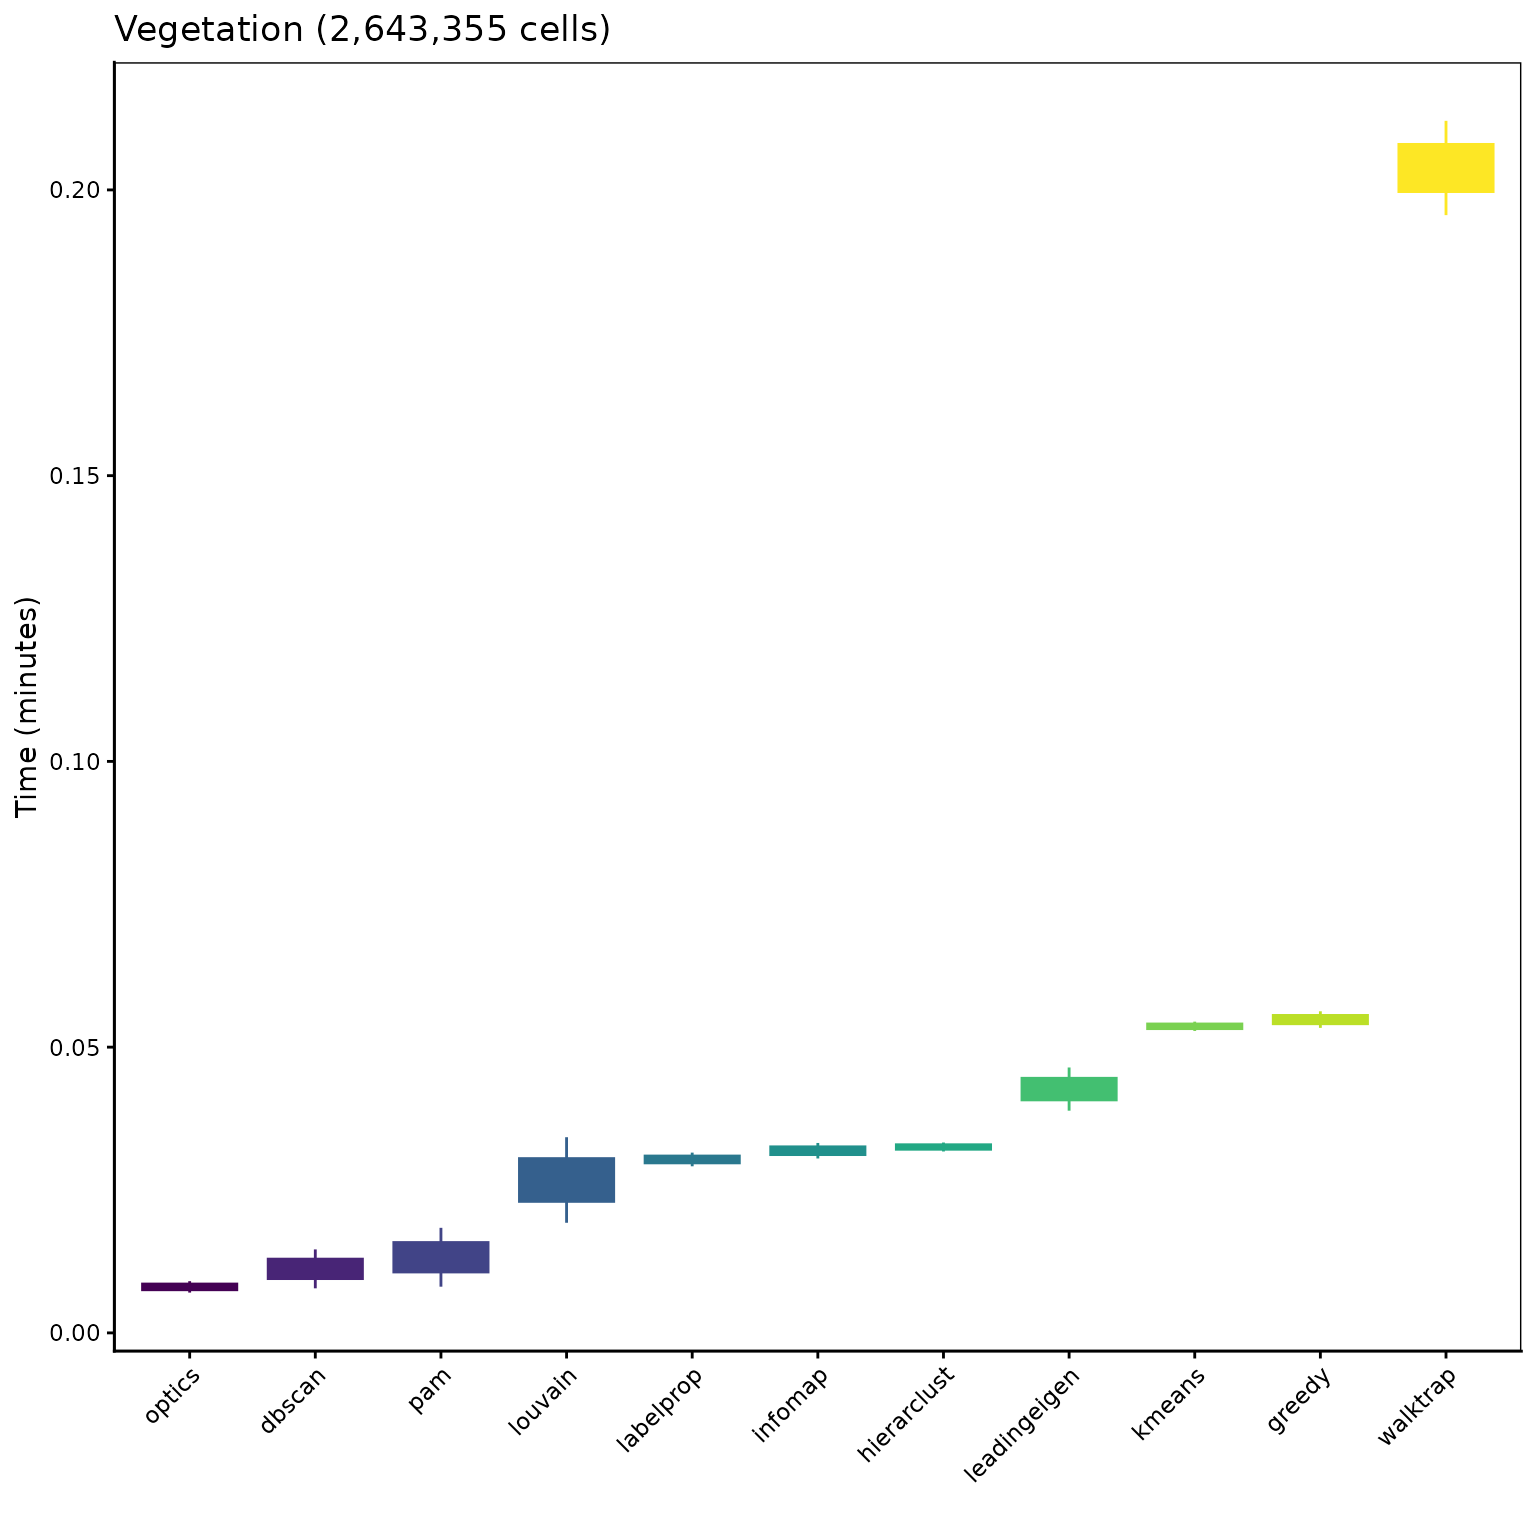 Vegetation (2,643,355 cells)
Time (minutes)
0.20
0.15
0.10
0.05
0.00
optics
dbscan
pam
louvain
labelprop
infomap
hierarclust
leadingeigen
kmeans
greedy
walktrap